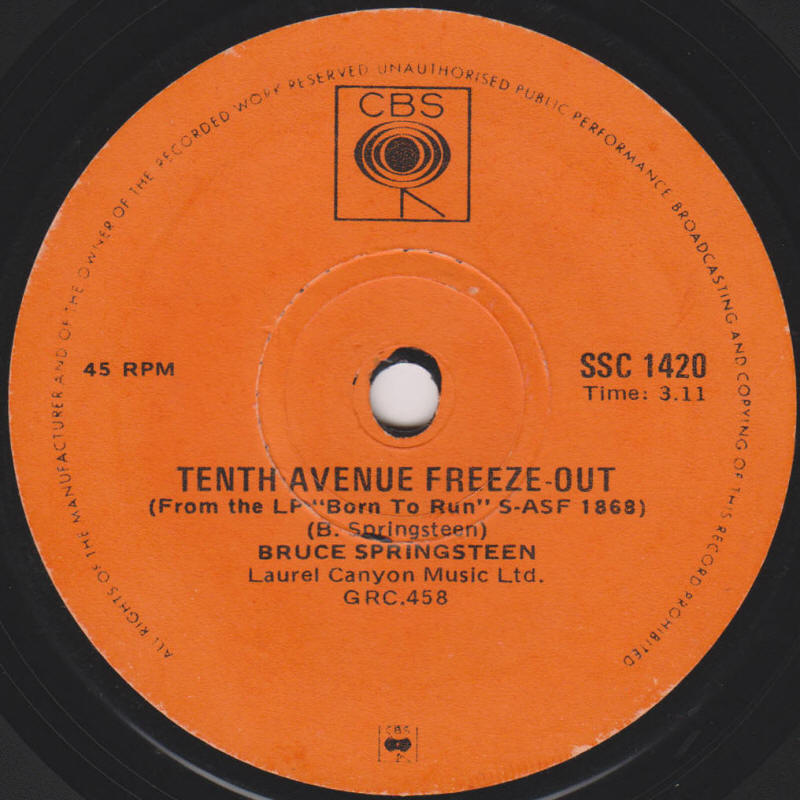 ALL RIGHTS OF THE MANUFACTURER AND OF THE OWNER OF THE RECORDED WORK RESERVED UNAUTHORISED PUBLIC PERFORMANCE BROADCASTING AND COPYING OF THIS RECORD PROHIBITED
CBS
45 RPM
SSC 1420
Time: 3.11
TENTH AVENUE FREEZE-OUT
(From the LP "Born To Run" S-ASF 1868)
(B. Springsteen)
BRUCE SPRINGSTEEN
Laurel Canyon Music Ltd.
GRC.458
CBS